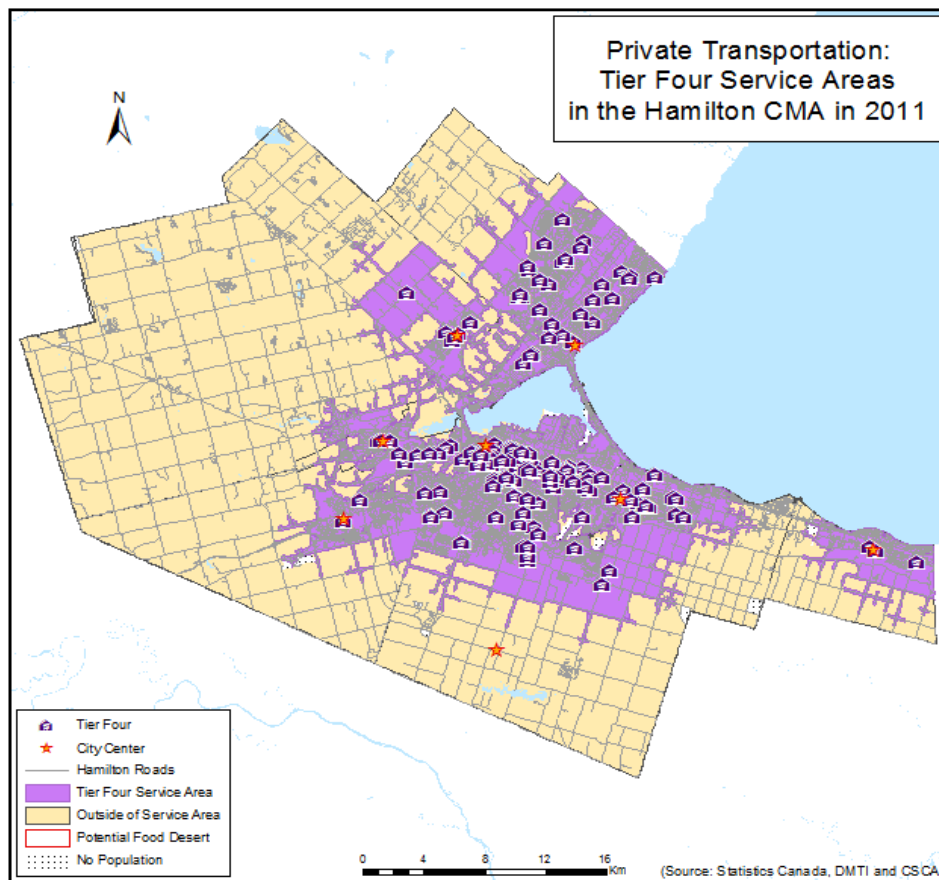 Private Transportation:
Tier Four Service Areas
in the Hamilton CMA in 2011
N
Tier Four
City Center
Hamilton Roads
Tier Four Service Area
Outside of Service Area
Potential Food Desert
No Population
0 2 4 8 12 16
Km
(Source: Statistics Canada, DMTI and CSCA